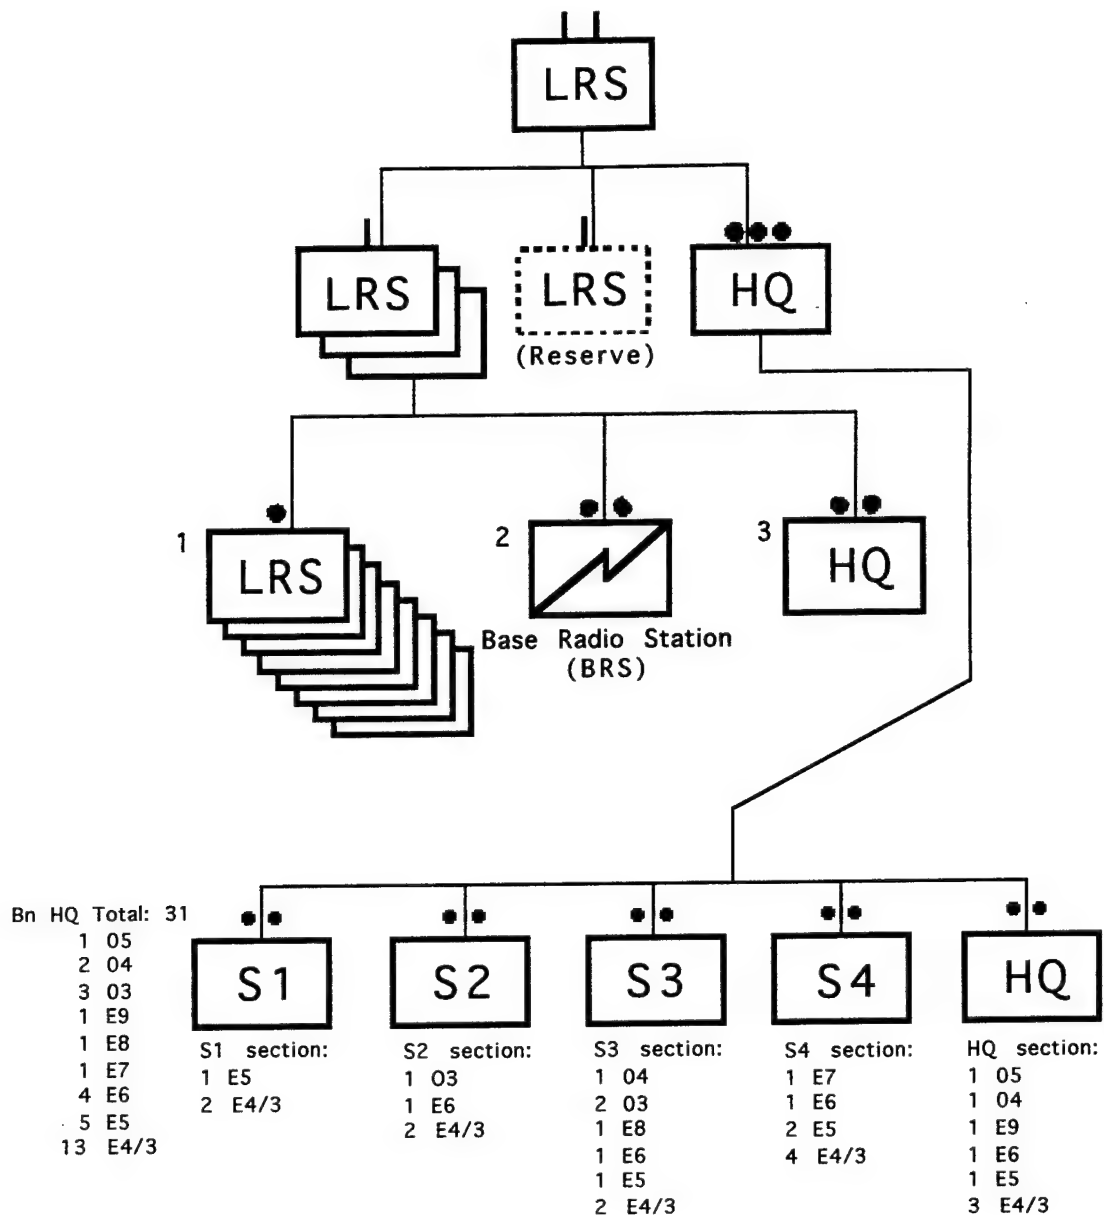 LRS
LRS
LRS
HQ
(Reserve)
1
LRS
2
3
HQ
Base Radio Station
(BRS)
Bn HQ Total: 31
1 O5
2 O4
3 O3
1 E9
1 E8
1 E7
4 E6
5 E5
13 E4/3
S1
S1 section:
1 E5
2 E4/3
S2
S2 section:
1 O3
1 E6
2 E4/3
S3
S3 section:
1 O4
2 O3
1 E8
1 E6
1 E5
2 E4/3
S4
S4 section:
1 E7
1 E6
2 E5
4 E4/3
HQ
HQ section:
1 O5
1 O4
1 E9
1 E6
1 E5
3 E4/3